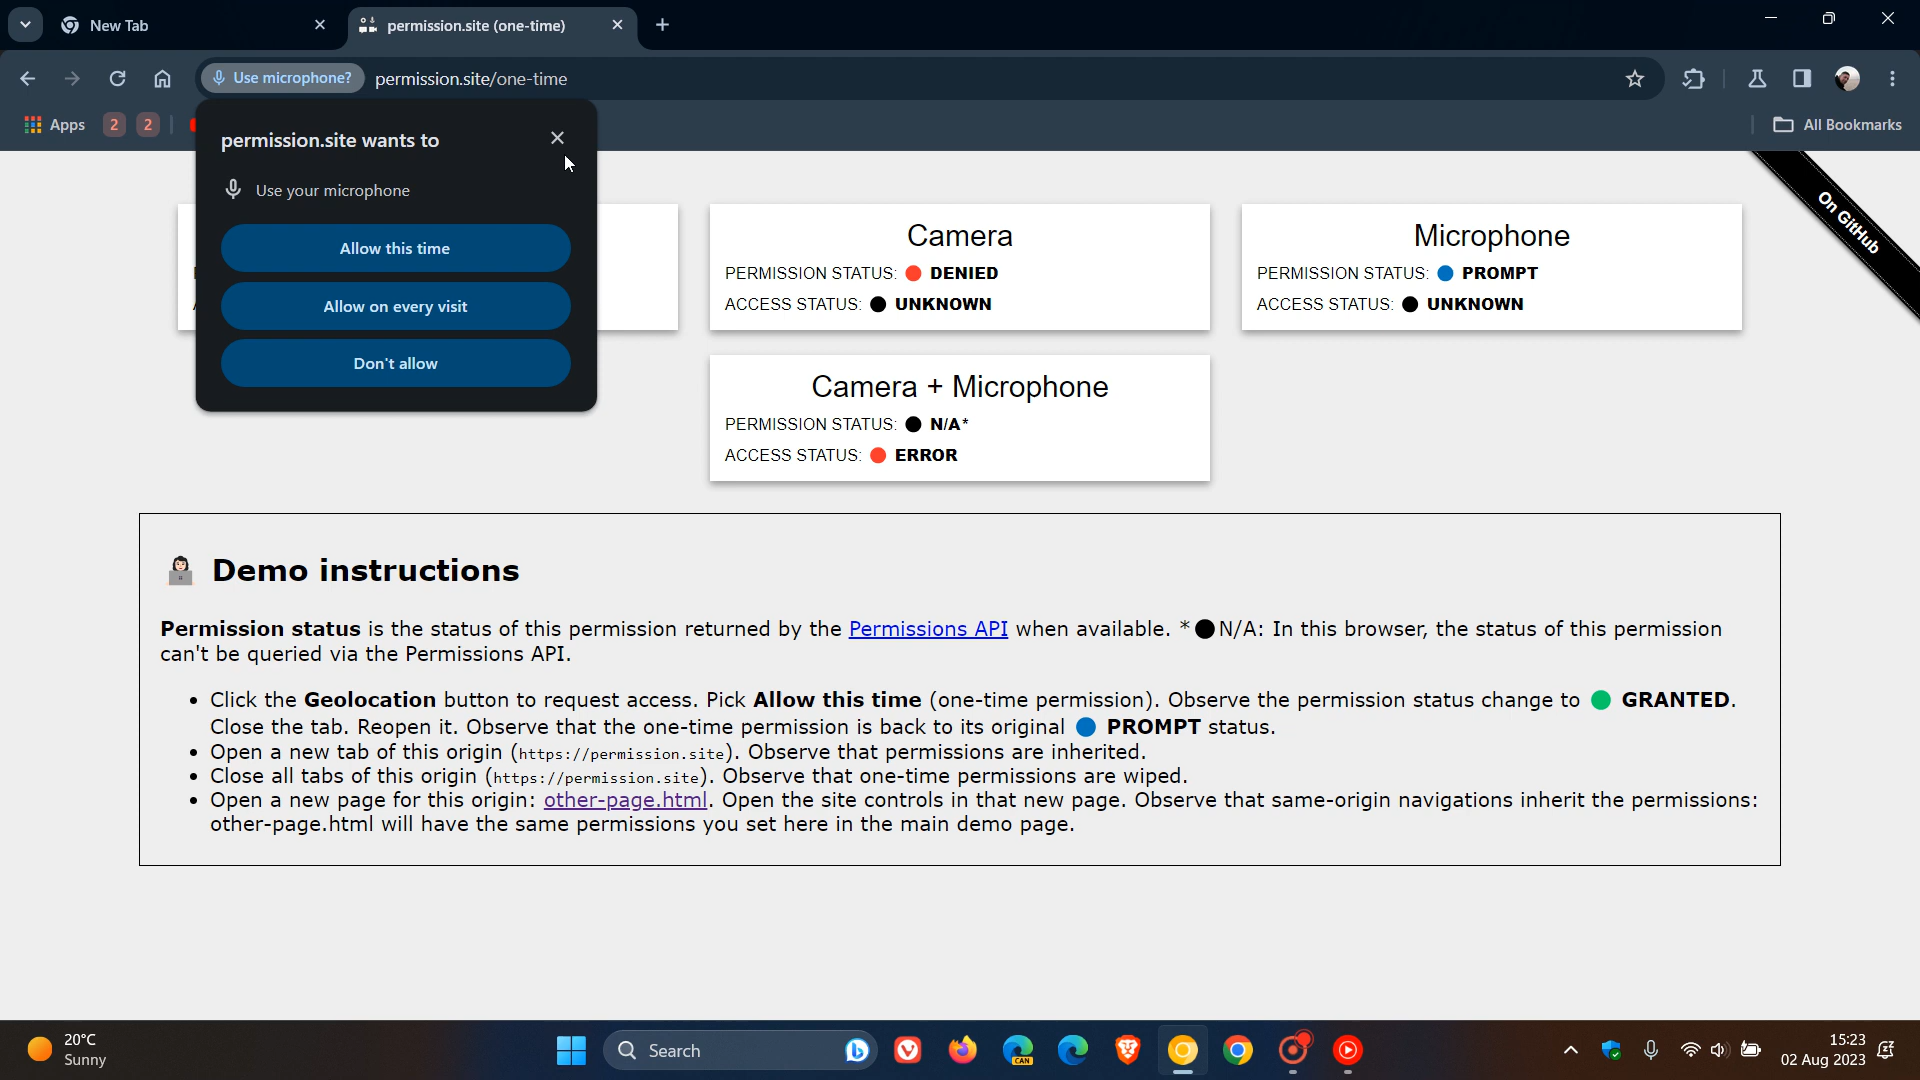 New Tab
permission.site (one-time)
Use microphone?
permission.site/one-time
Apps
2
2
All Bookmarks
permission.site wants to
Use your microphone
Allow this time
Allow on every visit
Don't allow
Camera
PERMISSION STATUS: DENIED
ACCESS STATUS: UNKNOWN
Microphone
PERMISSION STATUS: PROMPT
ACCESS STATUS: UNKNOWN
On GitHub
Camera + Microphone
PERMISSION STATUS: N/A*
ACCESS STATUS: ERROR
Demo instructions
Permission status is the status of this permission returned by the Permissions API when available. * N/A: In this browser, the status of this permission
can't be queried via the Permissions API.
• Click the Geolocation button to request access. Pick Allow this time (one-time permission). Observe the permission status change to GRANTED.
Close the tab. Reopen it. Observe that the one-time permission is back to its original PROMPT status.
• Open a new tab of this origin (https://permission.site). Observe that permissions are inherited.
• Close all tabs of this origin (https://permission.site). Observe that one-time permissions are wiped.
• Open a new page for this origin: other-page.html. Open the site controls in that new page. Observe that same-origin navigations inherit the permissions:
other-page.html will have the same permissions you set here in the main demo page.
20°C
Sunny
Search
CAN
15:23
02 Aug 2023